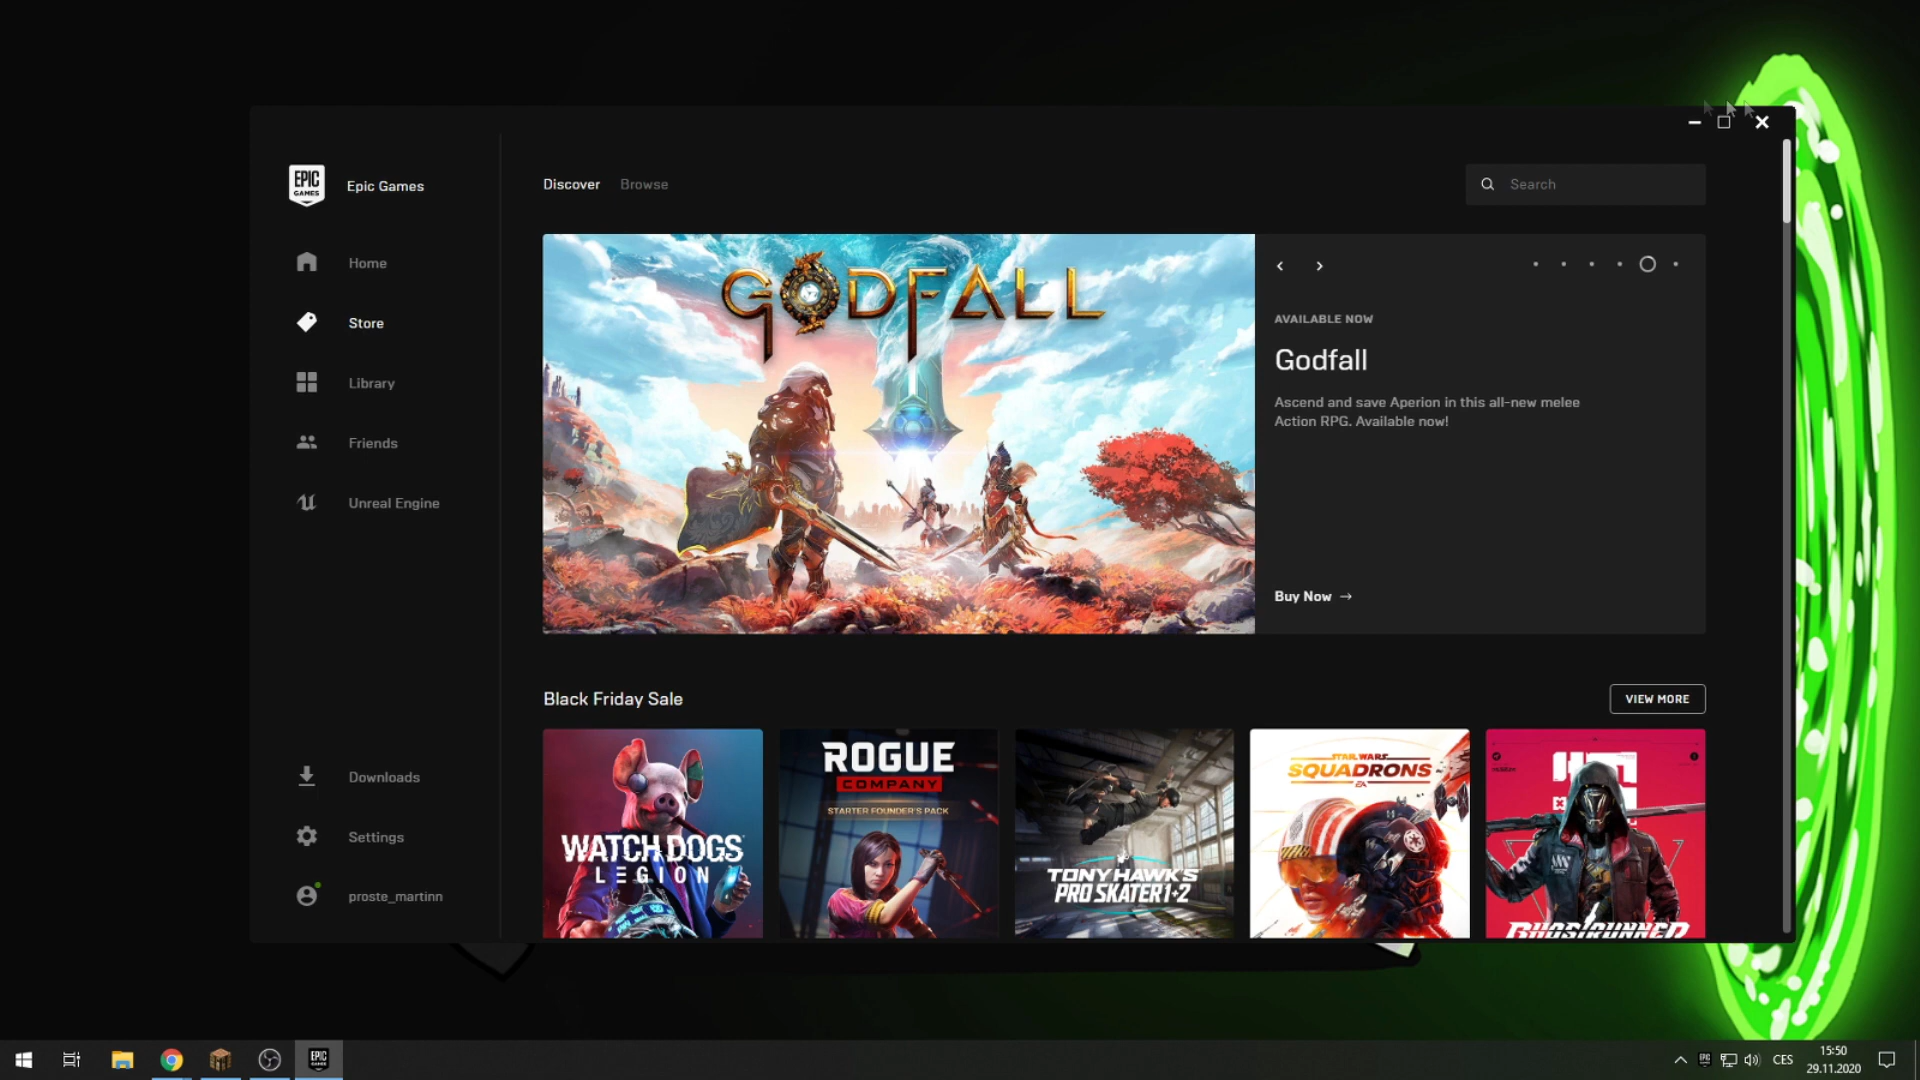 EPIC
GAMES
Epic Games
Home
Store
Library
Friends
Unreal Engine
Downloads
Settings
proste_martinn
Discover
Browse
Search
GODFALL
AVAILABLE NOW
Godfall
Ascend and save Aperion in this all-new melee
Action RPG. Available now!
Buy Now →
Black Friday Sale
VIEW MORE
WATCH DOGS
LEGION
ROGUE
COMPANY
STARTER FOUNDER'S PACK
TONY HAWK'S
PRO SKATER 1+2
STAR WARS
SQUADRONS
EA
GHOSTRUNNER
EPIC
GAMES
CES
15:50
29.11.2020